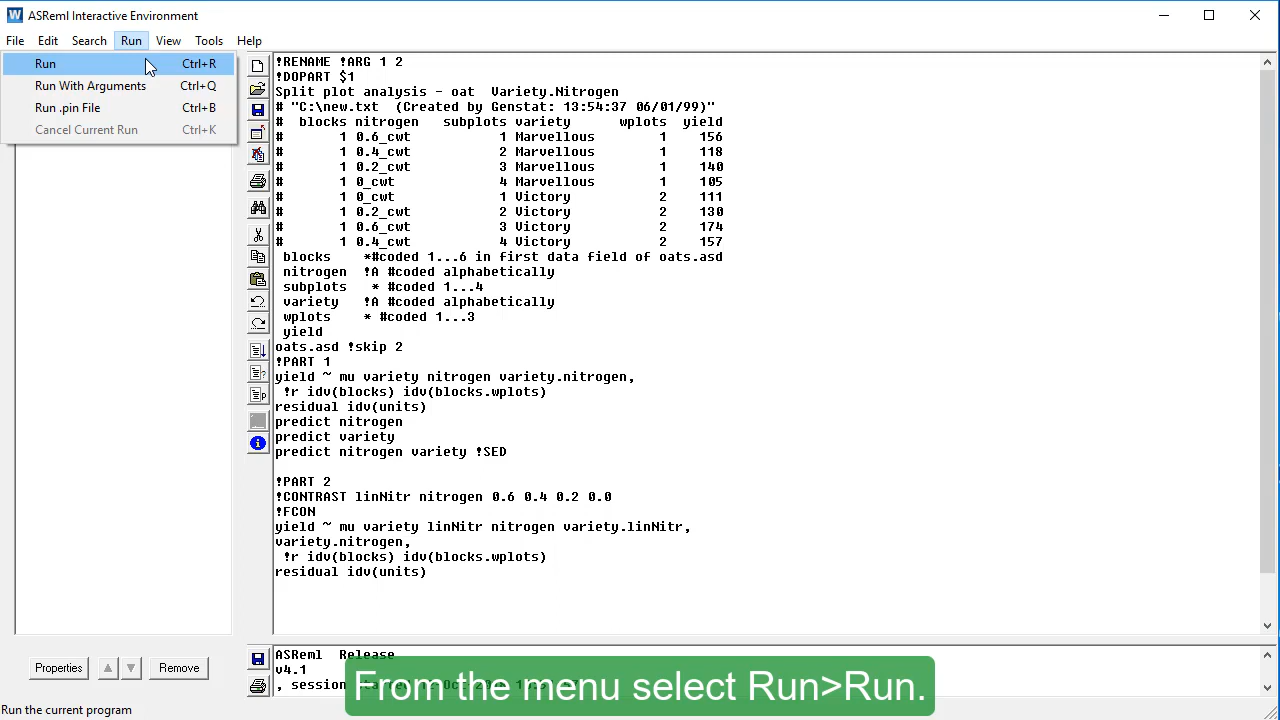 ASReml Interactive Environment
File Edit Search Run View Tools Help
Run Ctrl+R
Run With Arguments Ctrl+Q
Run .pin File Ctrl+B
Cancel Current Run Ctrl+K
!RENAME !ARG 1 2
!DOPART $1
Split plot analysis - oat Variety.Nitrogen
# "C:\new.txt (Created by Genstat: 13:54:37 06/01/99)"
# blocks nitrogen subplots variety wplots yield
# 1 0.6_cwt 1 Marvellous 1 156
# 1 0.4_cwt 2 Marvellous 1 118
# 1 0.2_cwt 3 Marvellous 1 140
# 1 0_cwt 4 Marvellous 1 105
# 1 0_cwt 1 Victory 2 111
# 1 0.2_cwt 2 Victory 2 130
# 1 0.6_cwt 3 Victory 2 174
# 1 0.4_cwt 4 Victory 2 157
blocks *#coded 1...6 in first data field of oats.asd
nitrogen !A #coded alphabetically
subplots * #coded 1...4
variety !A #coded alphabetically
wplots * #coded 1...3
yield
oats.asd !skip 2
!PART 1
yield ~ mu variety nitrogen variety.nitrogen,
!r idv(blocks) idv(blocks.wplots)
residual idv(units)
predict nitrogen
predict variety
predict nitrogen variety !SED
!PART 2
!CONTRAST linNitr nitrogen 0.6 0.4 0.2 0.0
!FCON
yield ~ mu variety linNitr nitrogen variety.linNitr,
variety.nitrogen,
!r idv(blocks) idv(blocks.wplots)
residual idv(units)
Properties Remove
ASReml Release
v4.1
, session
From the menu select Run>Run.
Run the current program